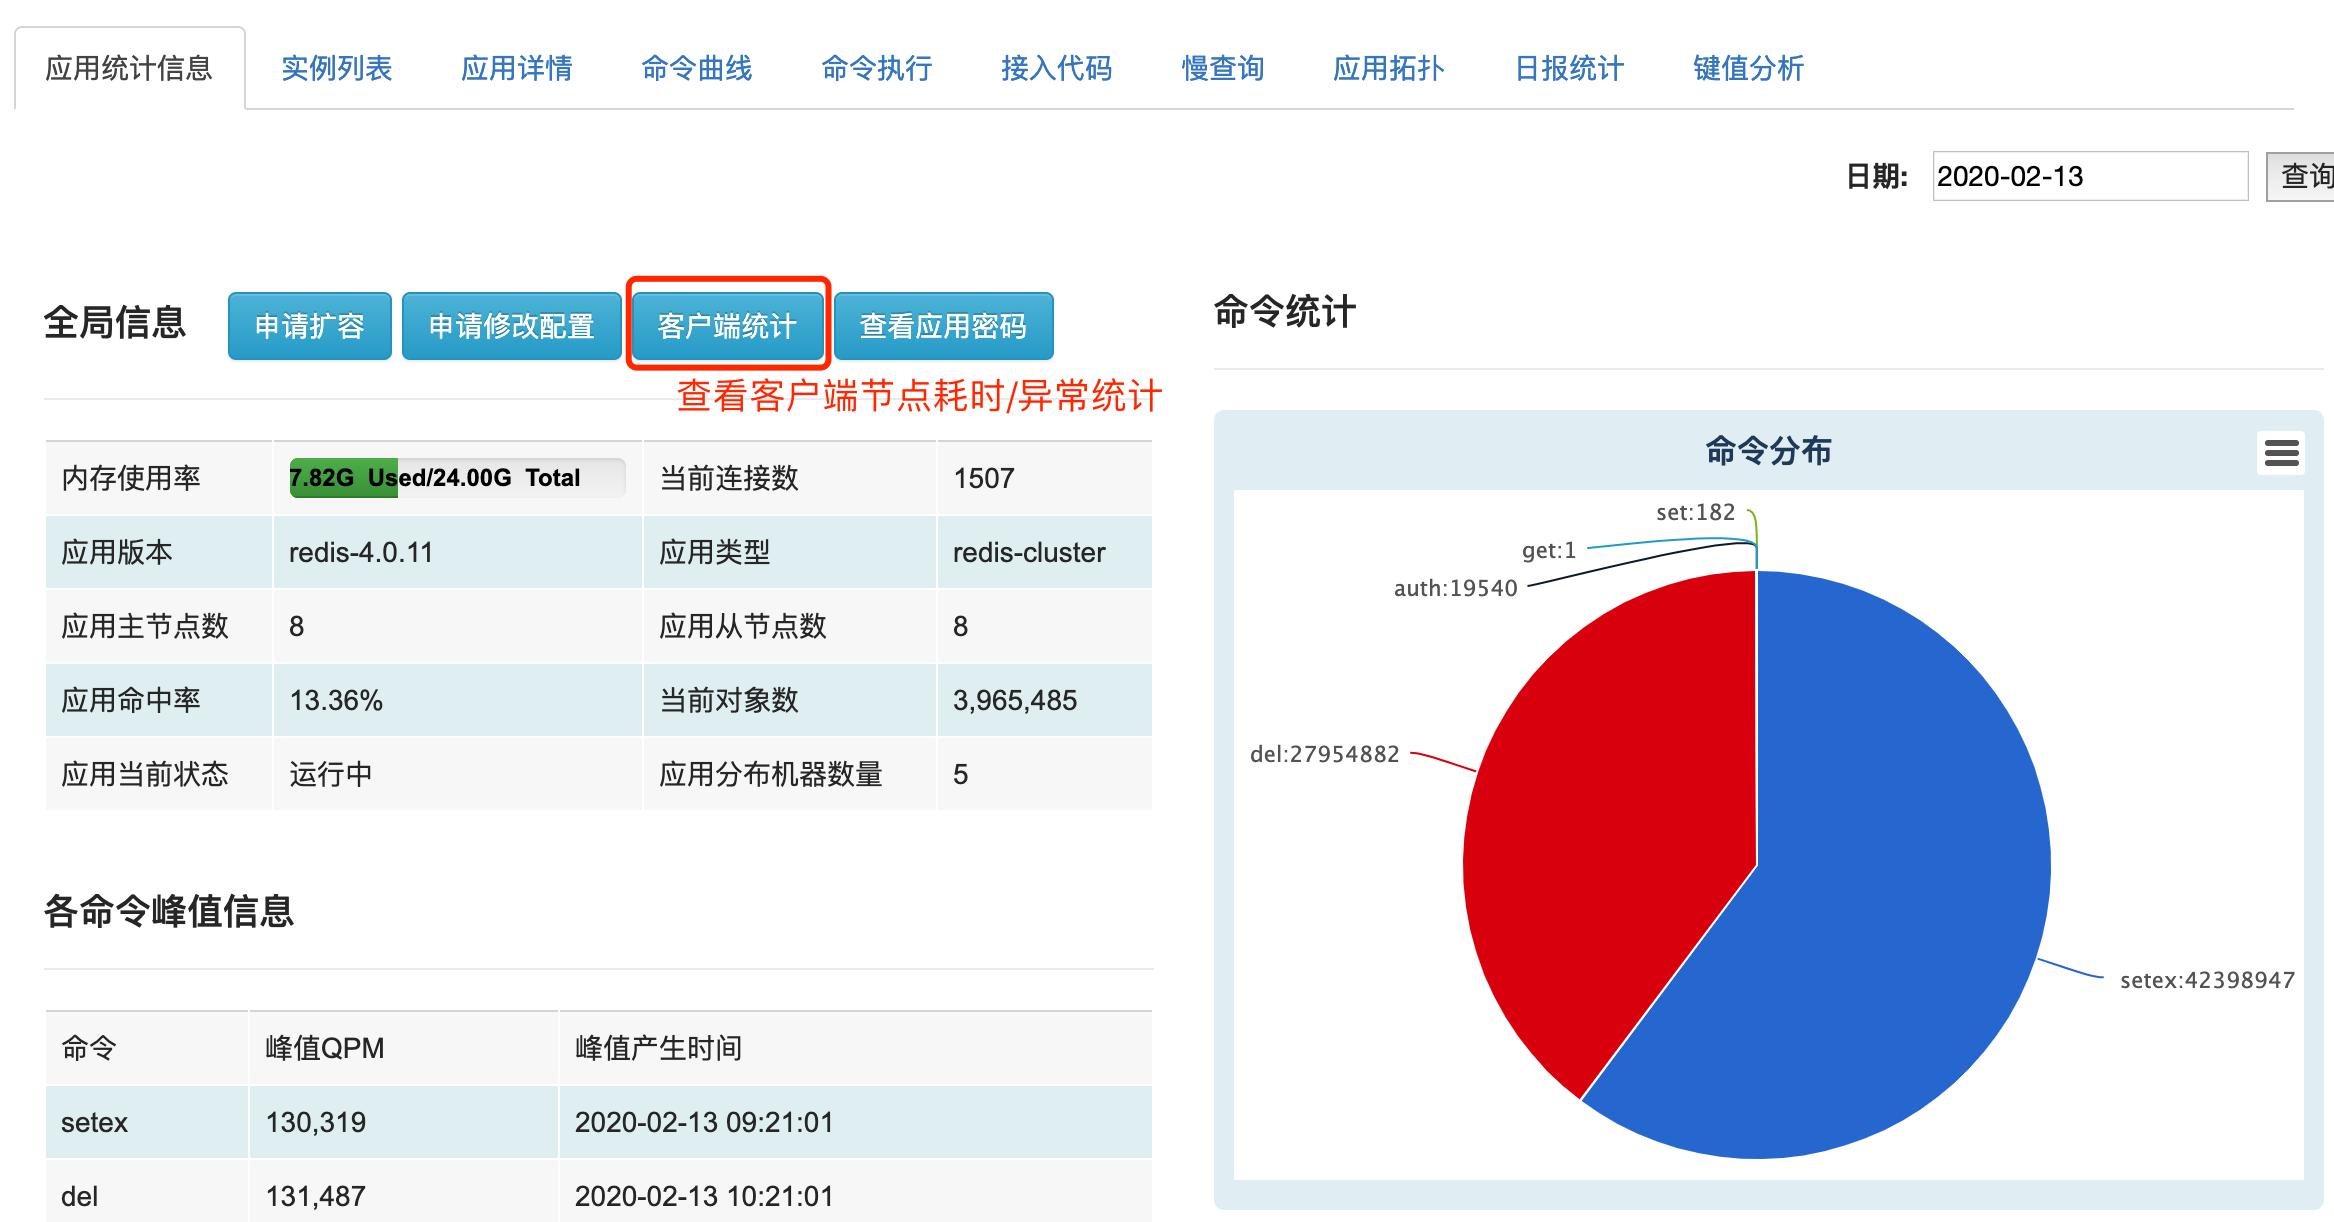 应用统计信息 实例列表 应用详情 命令曲线 命令执行 接入代码 慢查询 应用拓扑 日报统计 键值分析
日期: 2020-02-13 查询
全局信息 申请扩容 申请修改配置 客户端统计 查看应用密码
查看客户端节点耗时/异常统计
内存使用率 7.82G Used/24.00G Total 当前连接数 1507
应用版本 redis-4.0.11 应用类型 redis-cluster
应用主节点数 8 应用从节点数 8
应用命中率 13.36% 当前对象数 3,965,485
应用当前状态 运行中 应用分布机器数量 5
各命令峰值信息
命令 峰值QPM 峰值产生时间
setex 130,319 2020-02-13 09:21:01
del 131,487 2020-02-13 10:21:01
命令统计
命令分布
set:182
get:1
auth:19540
del:27954882
setex:42398947